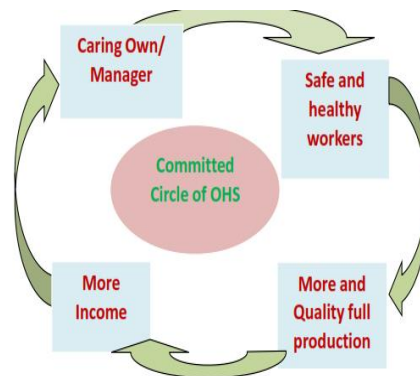 Caring Own/
Manager
Safe and
healthy
workers
Committed
Circle of OHS
More
Income
More and
Quality full
production